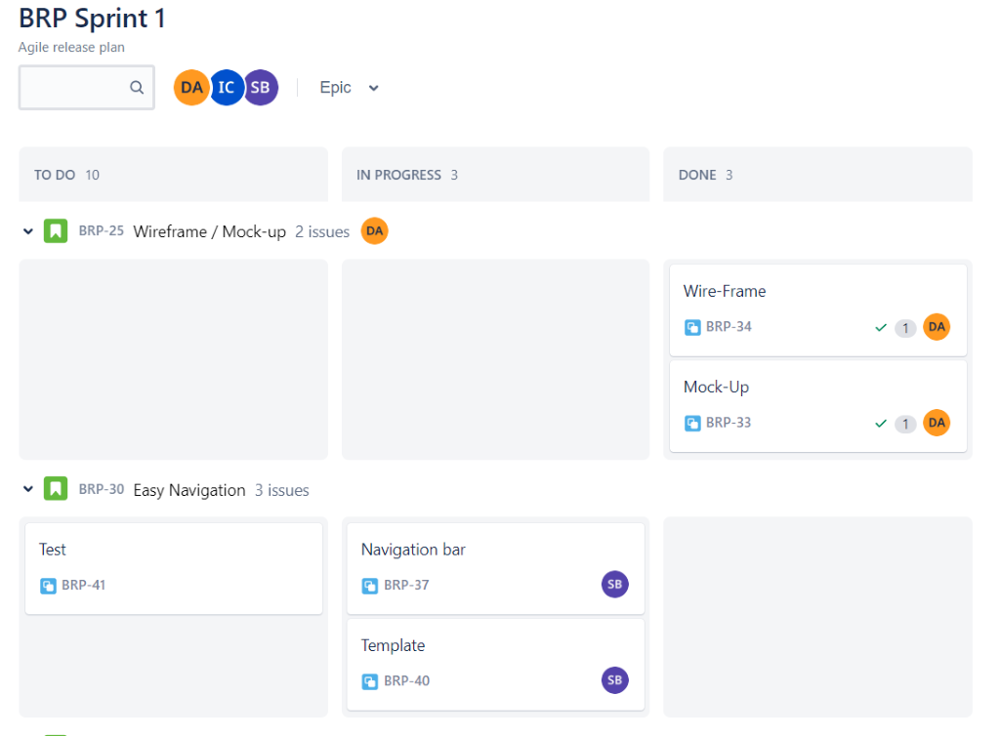 BRP Sprint 1
Agile release plan
DA IC SB Epic
TO DO 10 IN PROGRESS 3 DONE 3
BRP-25 Wireframe / Mock-up 2 issues DA
Wire-Frame
BRP-34 1 DA
Mock-Up
BRP-33 1 DA
BRP-30 Easy Navigation 3 issues
Test Navigation bar
BRP-41 BRP-37 SB
Template
BRP-40 SB